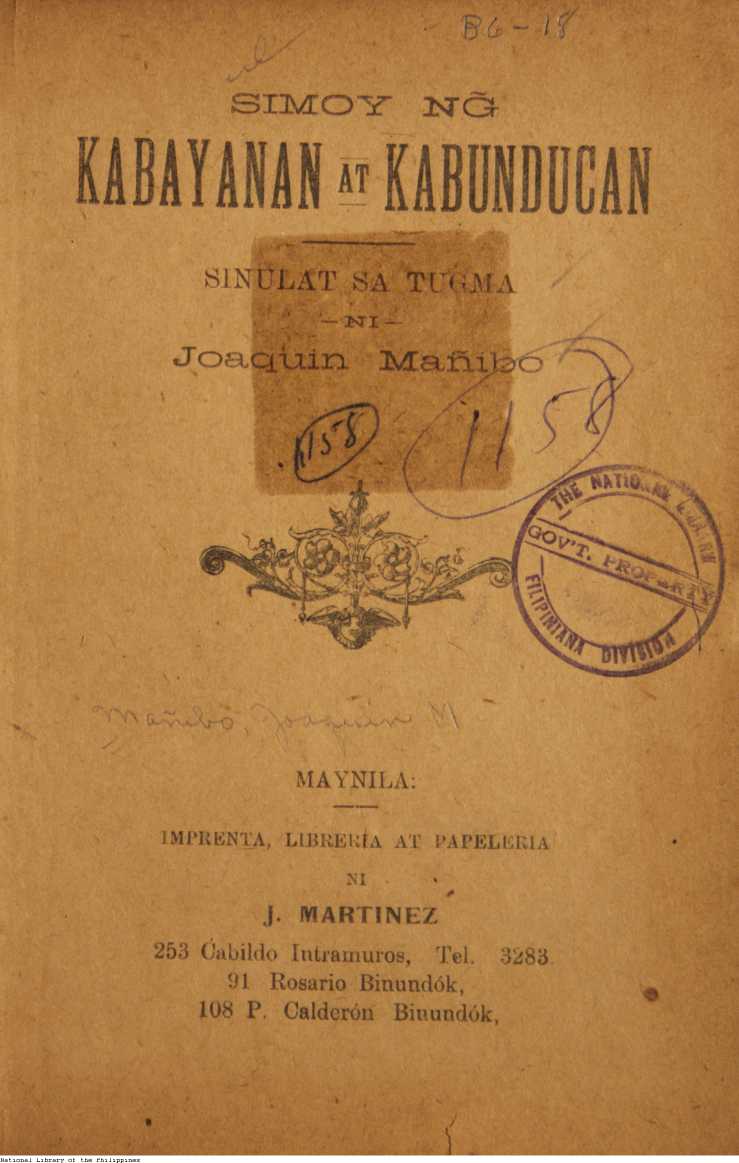 B6-18
SIMOY NG̃
KABAYANAN AT KABUNDUCAN
SINULAT SA TUGMA
—NI—
Joaquin Mañibo
1158
1158
THE NATIONAL LIBRARY
GOV'T. PROPERTY
FILIPINIANA DIVISION
Mañibo, Joaquin M
MAYNILA:
IMPRENTA, LIBRERÍA AT PAPELERIA
NI
J. MARTINEZ
253 Cabildo Intramuros, Tel. 3283
91 Rosario Binundók,
108 P. Calderón Binundók,
National Library of the Philippines